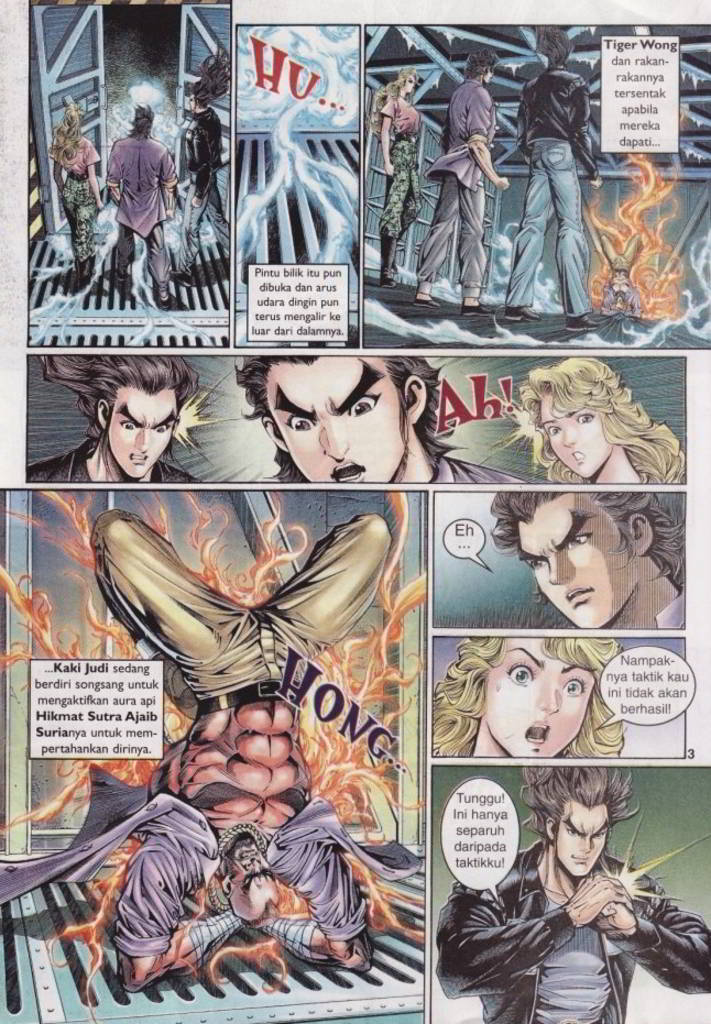 HU...
Pintu bilik itu pun
dibuka dan arus
udara dingin pun
terus mengalir ke
luar dari dalamnya.
Tiger Wong
dan rakan-
rakannya
tersentak
apabila
mereka
dapati...
Ah!
...Kaki Judi sedang
berdiri songsang untuk
mengaktifkan aura api
Hikmat Sutra Ajaib
Surianya untuk mem-
pertahankan dirinya.
HONG...
Eh
...
Nampak-
nya taktik kau
ini tidak akan
berhasil!
3
Tunggu!
Ini hanya
separuh
daripada
taktikku!